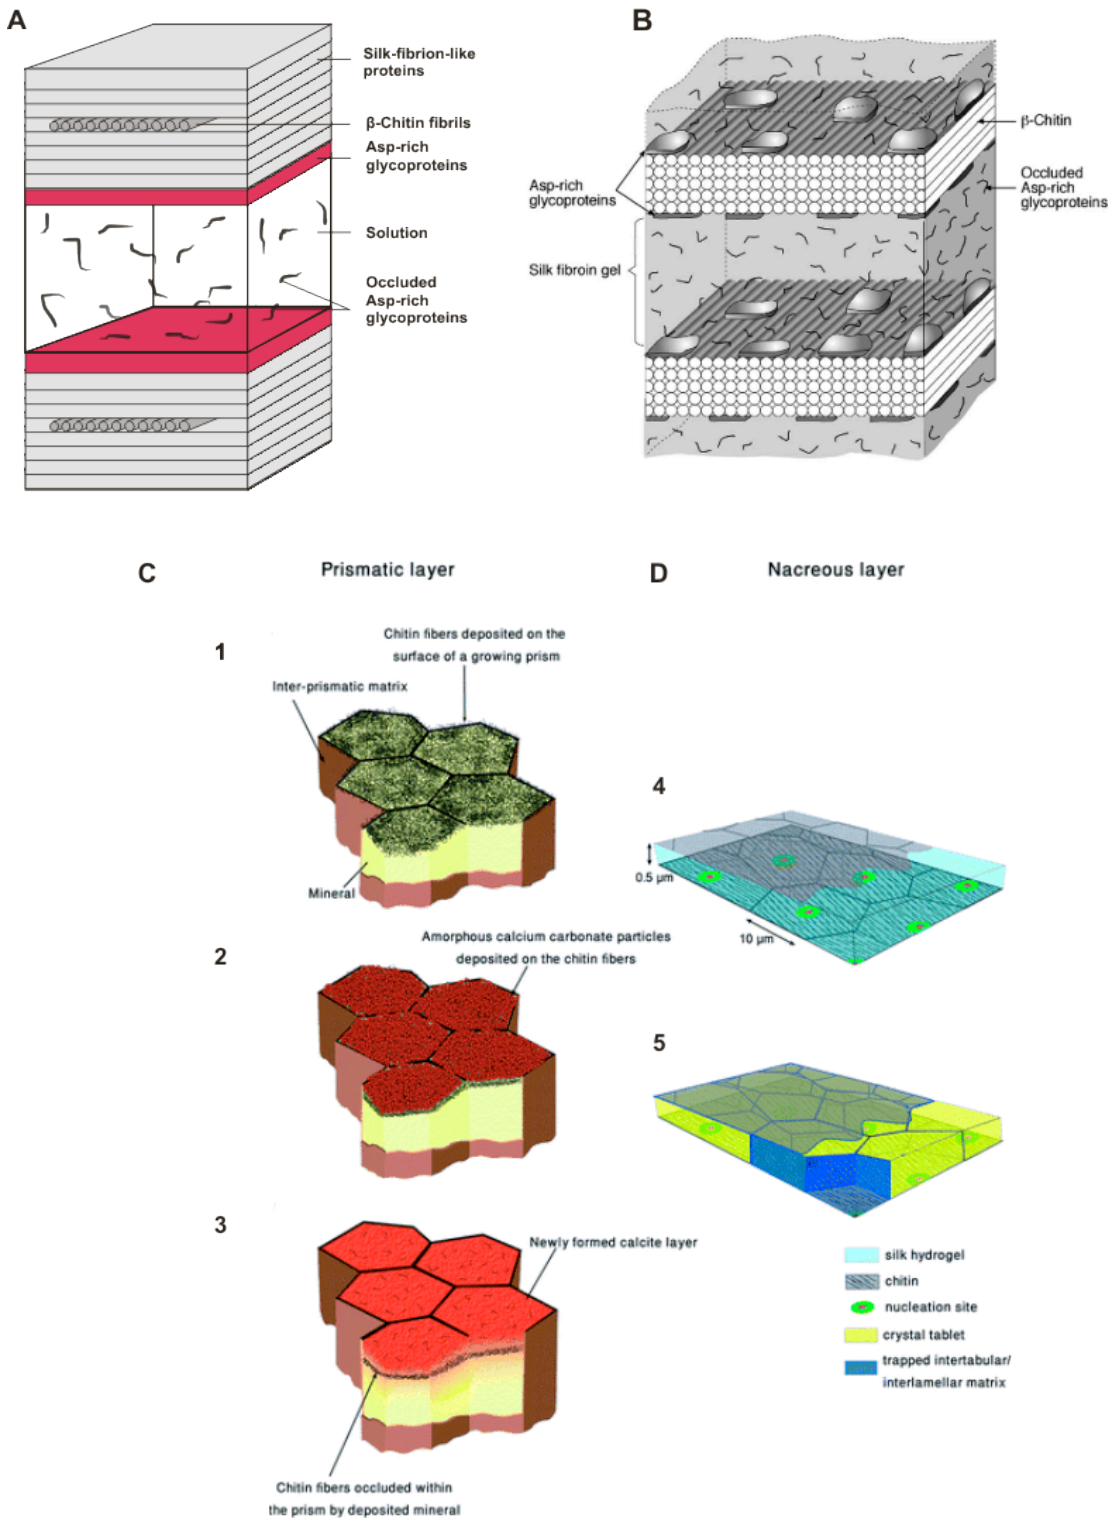 A
Silk-fibrion-like
proteins
β-Chitin fibrils
Asp-rich
glycoproteins
Solution
Occluded
Asp-rich
glycoproteins
B
β-Chitin
Occluded
Asp-rich
glycoproteins
Asp-rich
glycoproteins
Silk fibroin gel
C
Prismatic layer
1
Chitin fibers deposited on the
surface of a growing prism
Inter-prismatic matrix
Mineral
2
Amorphous calcium carbonate particles
deposited on the chitin fibers
3
Newly formed calcite layer
Chitin fibers occluded within
the prism by deposited mineral
D
Nacreous layer
4
0.5 µm
10 µm
5
silk hydrogel
chitin
nucleation site
crystal tablet
trapped intertabular/
interlamellar matrix